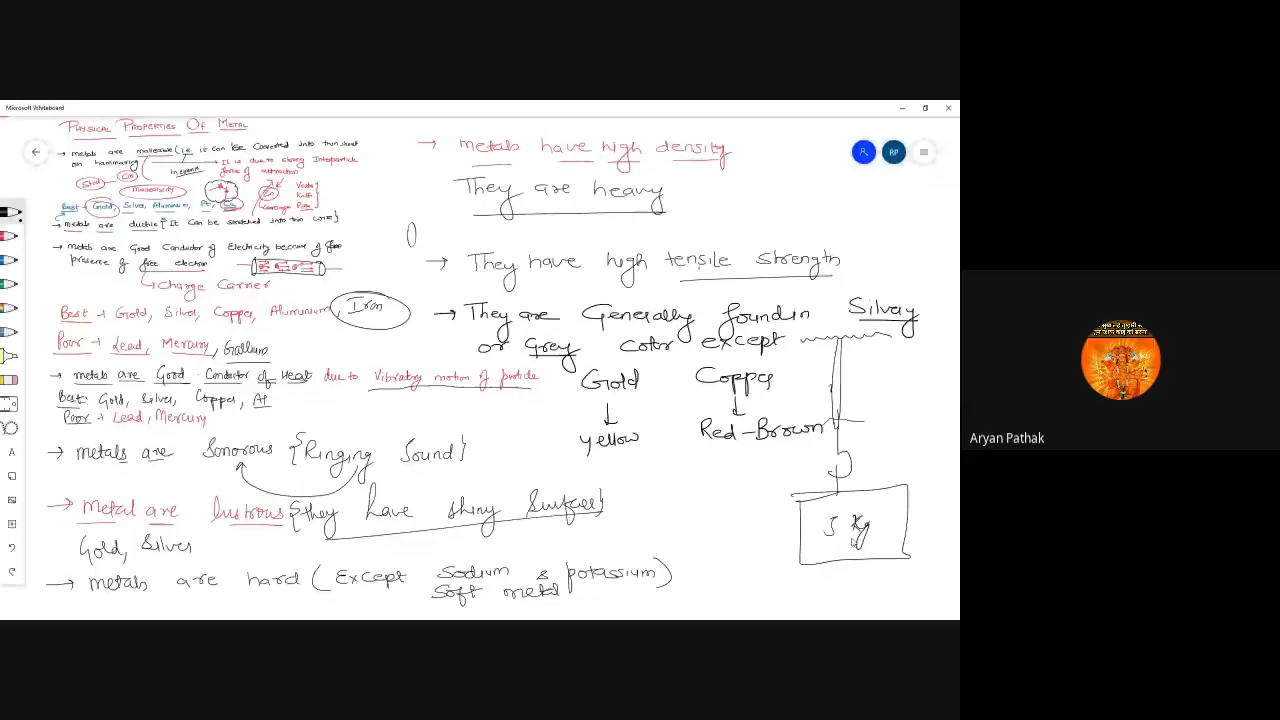 Microsoft Whiteboard
PHYSICAL PROPERTIES OF METAL
→ metals are malleable (i.e. it can be Converted into thin sheet
on hammering
→ It is due to strong Interparticle
force of attraction
Malleability
Best → Gold, Silver, Aluminium, Pt,
→ metals are ductile { It can be stretched into thin wire }
→ metals are Good Conductor of Electricity because of free
presence of free electron
→ charge Carrier
Best → Gold, Silver, Copper, Aluminium, Iron
Poor → Lead, Mercury, Gallium
→ metals are Good Conductor of Heat due to Vibratory motion of particle
Best: Gold, Silver, Copper, Al
Poor → Lead, Mercury
→ metals are Sonorous {Ringing Sound}
→ Metal are lustrous {they have shiny Surface}
Gold, Silver
→ metals are hard (Except Sodium & potassium)
Soft metal
→ metals have high density
They are heavy
→ They have high tensile strength
→ They are Generally found in Silvery
or Grey Color except
Gold Copper
yellow Red-Brown
5 Kg
R
RP
A
Aryan Pathak